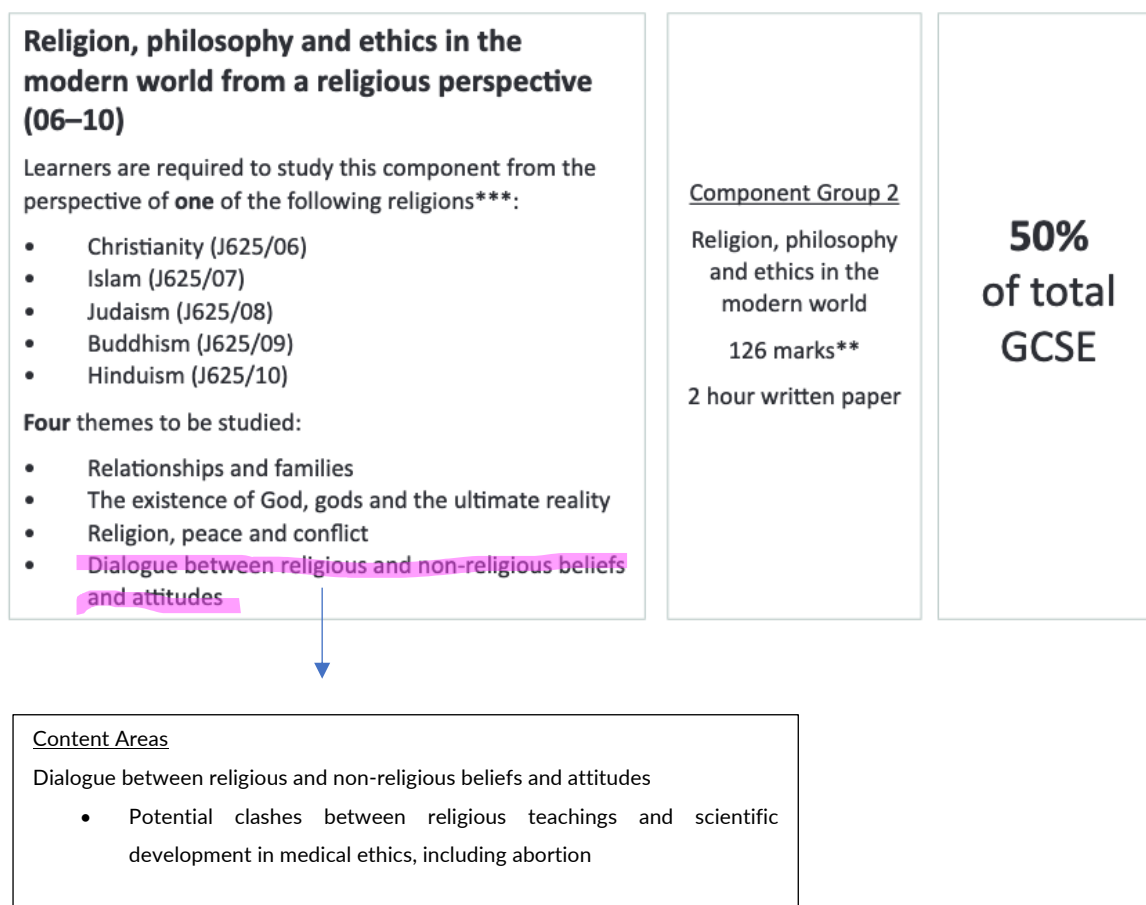 Religion, philosophy and ethics in the
modern world from a religious perspective
(06–10)
Learners are required to study this component from the
perspective of one of the following religions***:
• Christianity (J625/06)
• Islam (J625/07)
• Judaism (J625/08)
• Buddhism (J625/09)
• Hinduism (J625/10)
Four themes to be studied:
• Relationships and families
• The existence of God, gods and the ultimate reality
• Religion, peace and conflict
• Dialogue between religious and non-religious beliefs
and attitudes
Component Group 2
Religion, philosophy
and ethics in the
modern world
126 marks**
2 hour written paper
50%
of total
GCSE
Content Areas
Dialogue between religious and non-religious beliefs and attitudes
• Potential clashes between religious teachings and scientific
development in medical ethics, including abortion